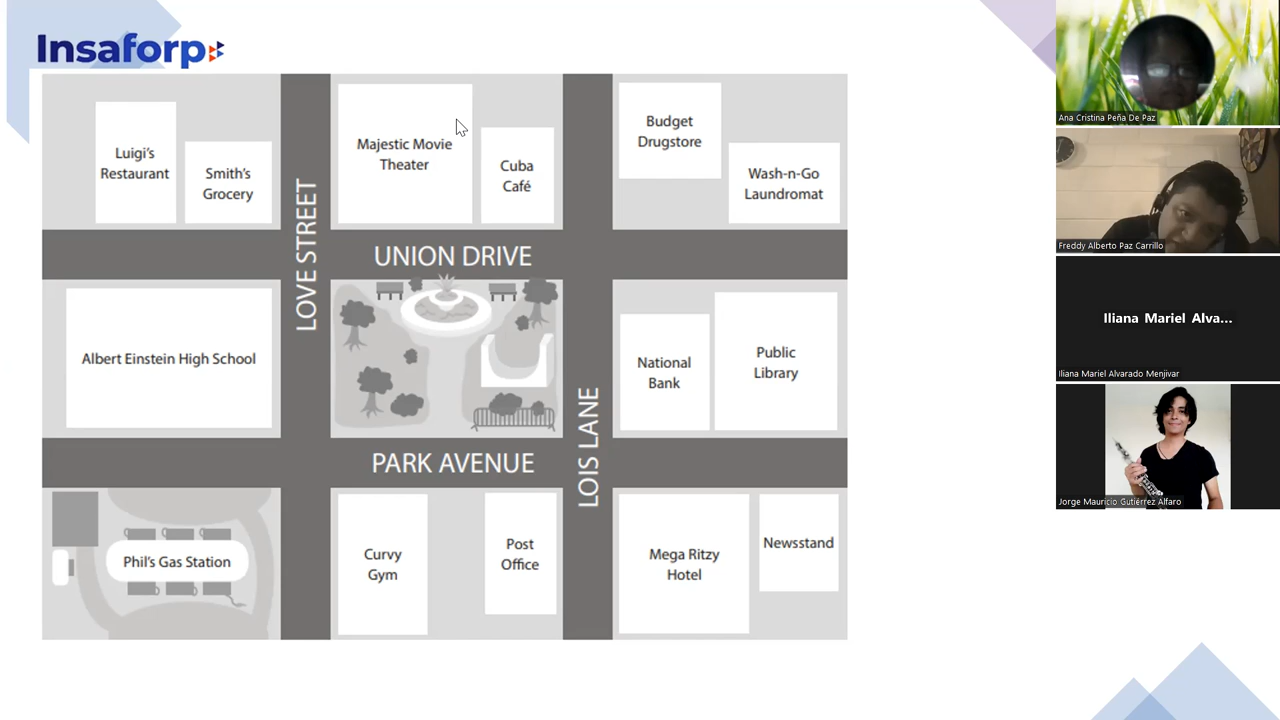 Insaforp
Luigi's
Restaurant
Smith's
Grocery
LOVE STREET
Majestic Movie
Theater
Cuba
Café
Budget
Drugstore
Wash-n-Go
Laundromat
UNION DRIVE
Albert Einstein High School
National
Bank
Public
Library
LOIS LANE
PARK AVENUE
Phil's Gas Station
Curvy
Gym
Post
Office
Mega Ritzy
Hotel
Newsstand
Ana Cristina Peña De Paz
Freddy Alberto Paz Carrillo
Iliana Mariel Alva...
Iliana Mariel Alvarado Menjivar
Jorge Mauricio Gutiérrez Alfaro